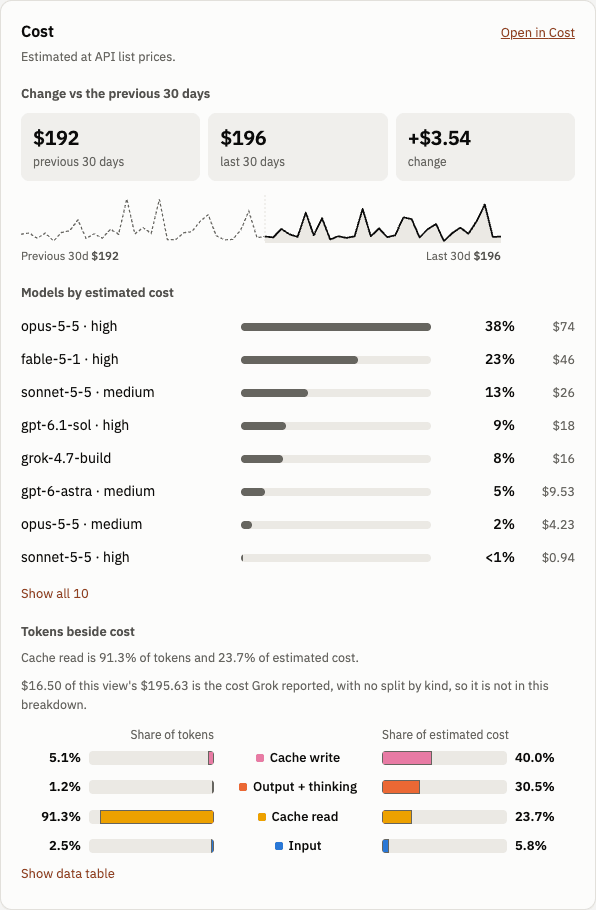 Cost
Open in Cost
Estimated at API list prices.
Change vs the previous 30 days
$192
previous 30 days
$196
last 30 days
+$3.54
change
Previous 30d $192
Last 30d $196
Models by estimated cost
opus-5-5 · high 38% $74
fable-5-1 · high 23% $46
sonnet-5-5 · medium 13% $26
gpt-6.1-sol · high 9% $18
grok-4.7-build 8% $16
gpt-6-astra · medium 5% $9.53
opus-5-5 · medium 2% $4.23
sonnet-5-5 · high <1% $0.94
Show all 10
Tokens beside cost
Cache read is 91.3% of tokens and 23.7% of estimated cost.
$16.50 of this view's $195.63 is the cost Grok reported, with no split by kind, so it is not in this
breakdown.
Share of tokens Share of estimated cost
5.1% Cache write 40.0%
1.2% Output + thinking 30.5%
91.3% Cache read 23.7%
2.5% Input 5.8%
Show data table